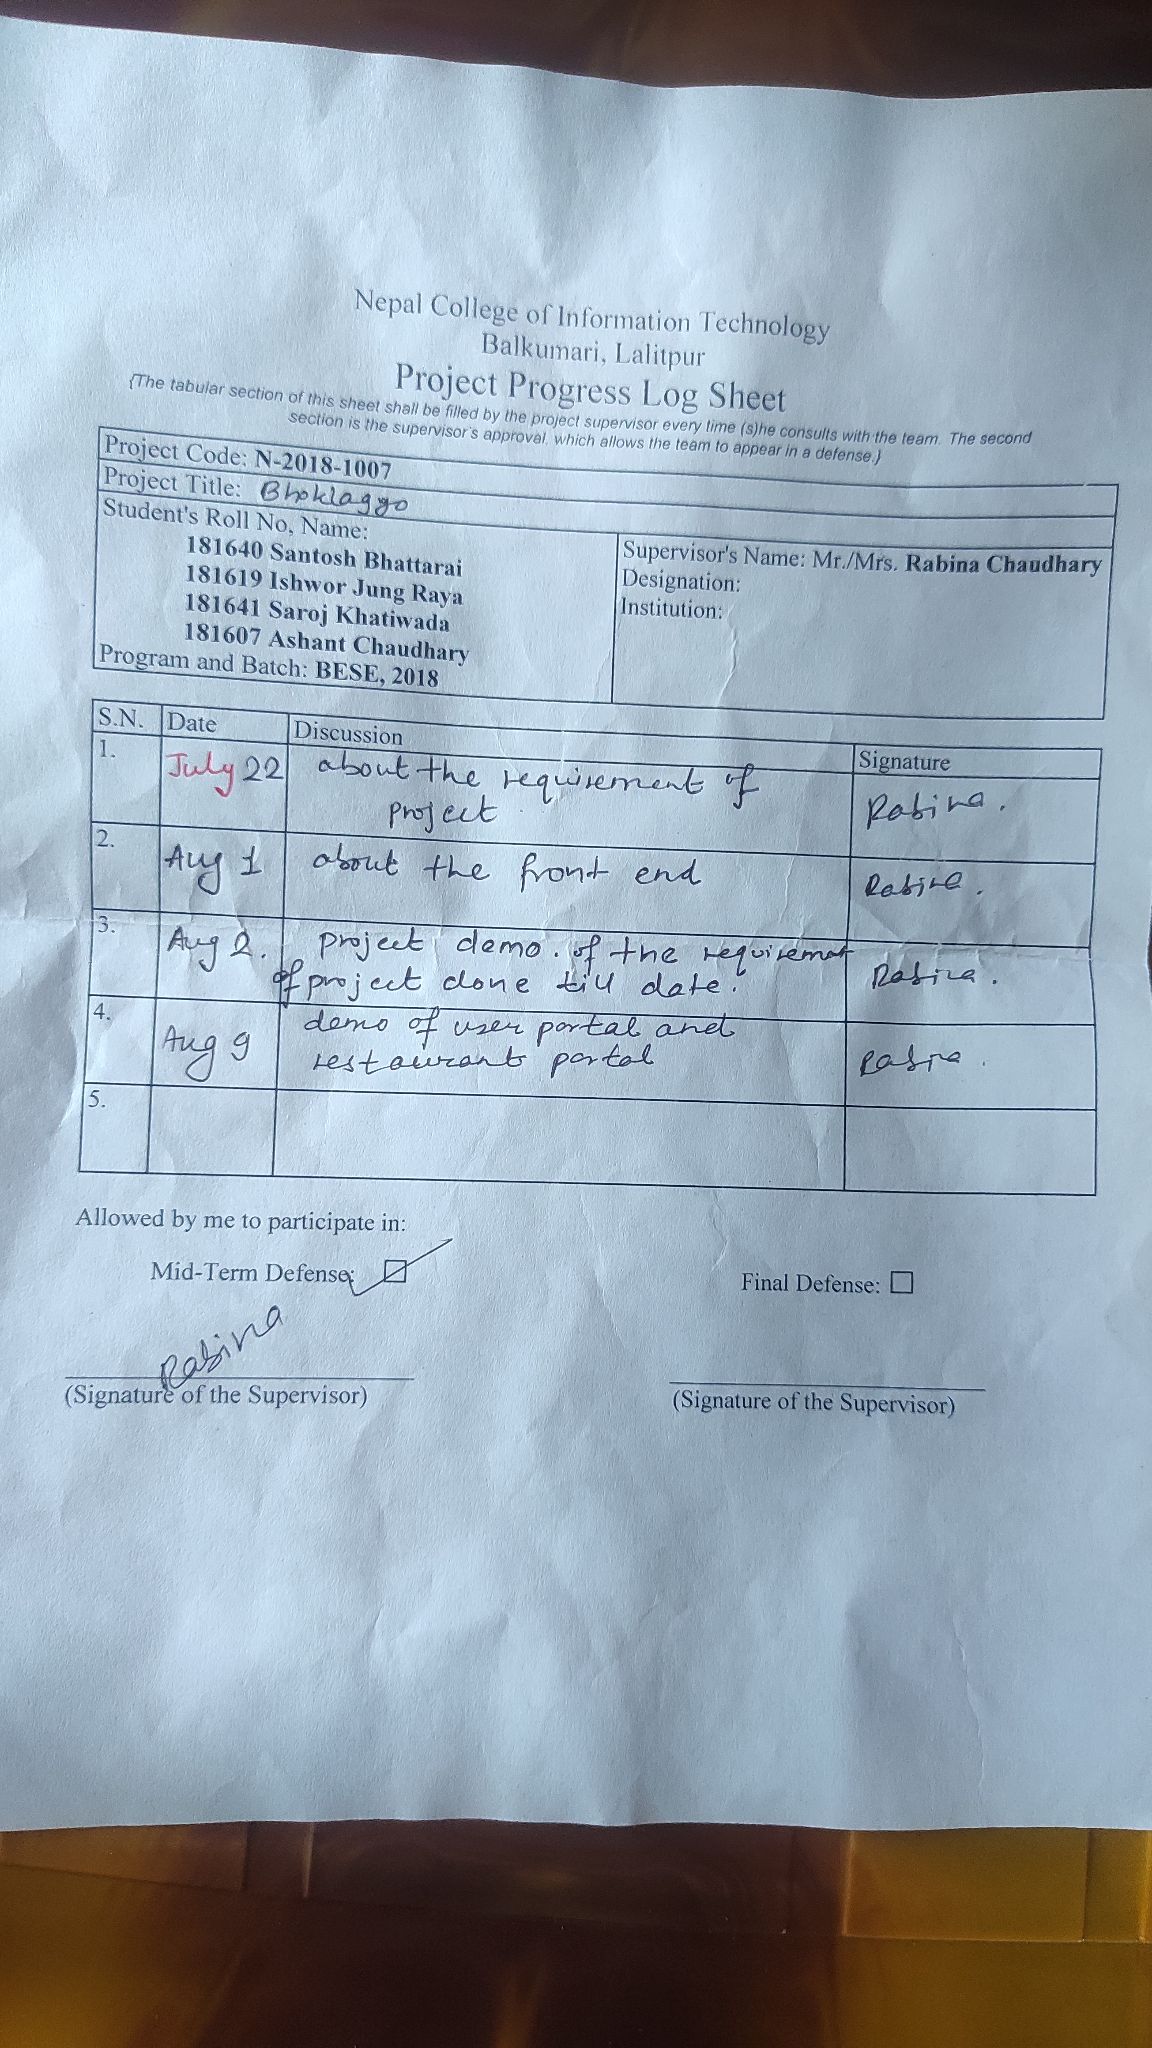 Nepal College of Information Technology
Balkumari, Lalitpur
Project Progress Log Sheet
{The tabular section of this sheet shall be filled by the project supervisor every time (s)he consults with the team. The second
section is the supervisor's approval, which allows the team to appear in a defense.}
Project Code: N-2018-1007
Project Title: Bhoklaggo
Student's Roll No, Name:
181640 Santosh Bhattarai
181619 Ishwor Jung Raya
181641 Saroj Khatiwada
181607 Ashant Chaudhary
Program and Batch: BESE, 2018
Supervisor's Name: Mr./Mrs. Rabina Chaudhary
Designation:
Institution:
S.N. Date Discussion Signature
1. July 22 about the requirement of
project Rabina.
2. Aug 1 about the front end Rabina.
3. Aug 2. project demo. of the requiremnt
of project done till date. Rabina.
4. Aug 9 demo of user portal and
restaurant portal Rabina.
5.
Allowed by me to participate in:
Mid-Term Defense: Final Defense:
Rabina
(Signature of the Supervisor) (Signature of the Supervisor)